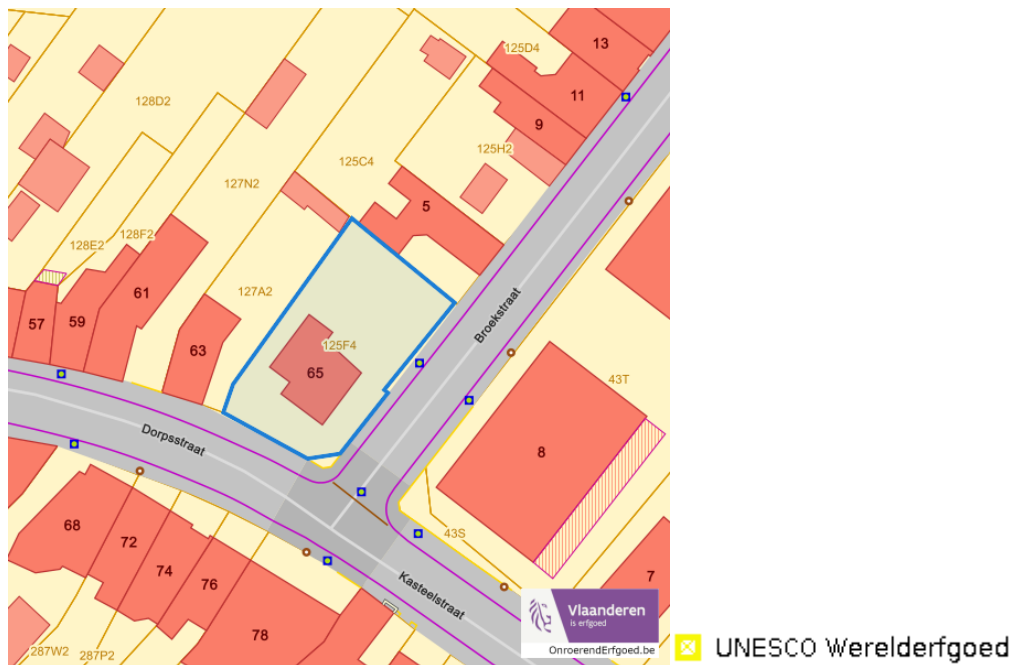 13
125D4
11
128D2
9
125H2
125C4
127N2
5
128F2
128E2
61
127A2
Broekstraat
57
59
63
125F4
65
43T
Dorpsstraat
8
68
43S
72
74
76
7
Kasteelstraat
Vlaanderen
is erfgoed
78
OnroerendErfgoed.be
UNESCO Werelderfgoed
287W2
287P2